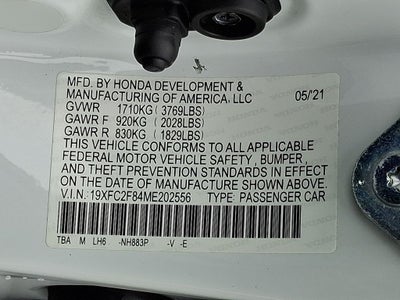 MFD. BY HONDA DEVELOPMENT &
MANUFACTURING OF AMERICA, LLC 05/'21
GVWR 1710KG (3769LBS)
GAWR F 920KG (2028LBS)
GAWR R 830KG (1829LBS)
THIS VEHICLE CONFORMS TO ALL APPLICABLE
FEDERAL MOTOR VEHICLE SAFETY, BUMPER,
AND THEFT PREVENTION STANDARDS IN EFFECT
ON THE DATE OF MANUFACTURE SHOWN ABOVE.
V.I.N.:19XFC2F84ME202556 TYPE: PASSENGER CAR
TBA M LH6 -NH883P -V -E